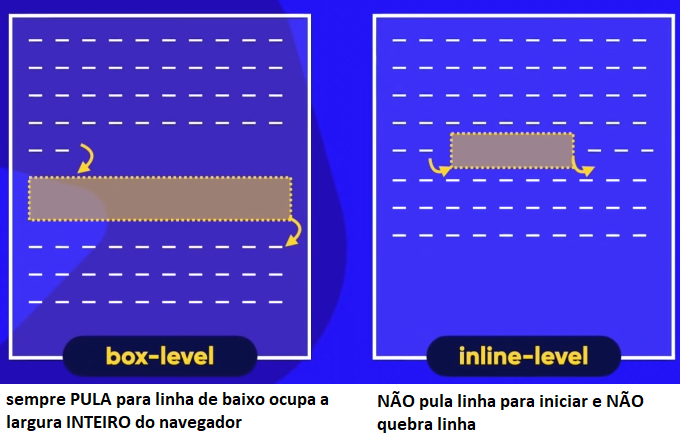 box-level
inline-level
sempre PULA para linha de baixo ocupa a
largura INTEIRO do navegador
NÃO pula linha para iniciar e NÃO
quebra linha